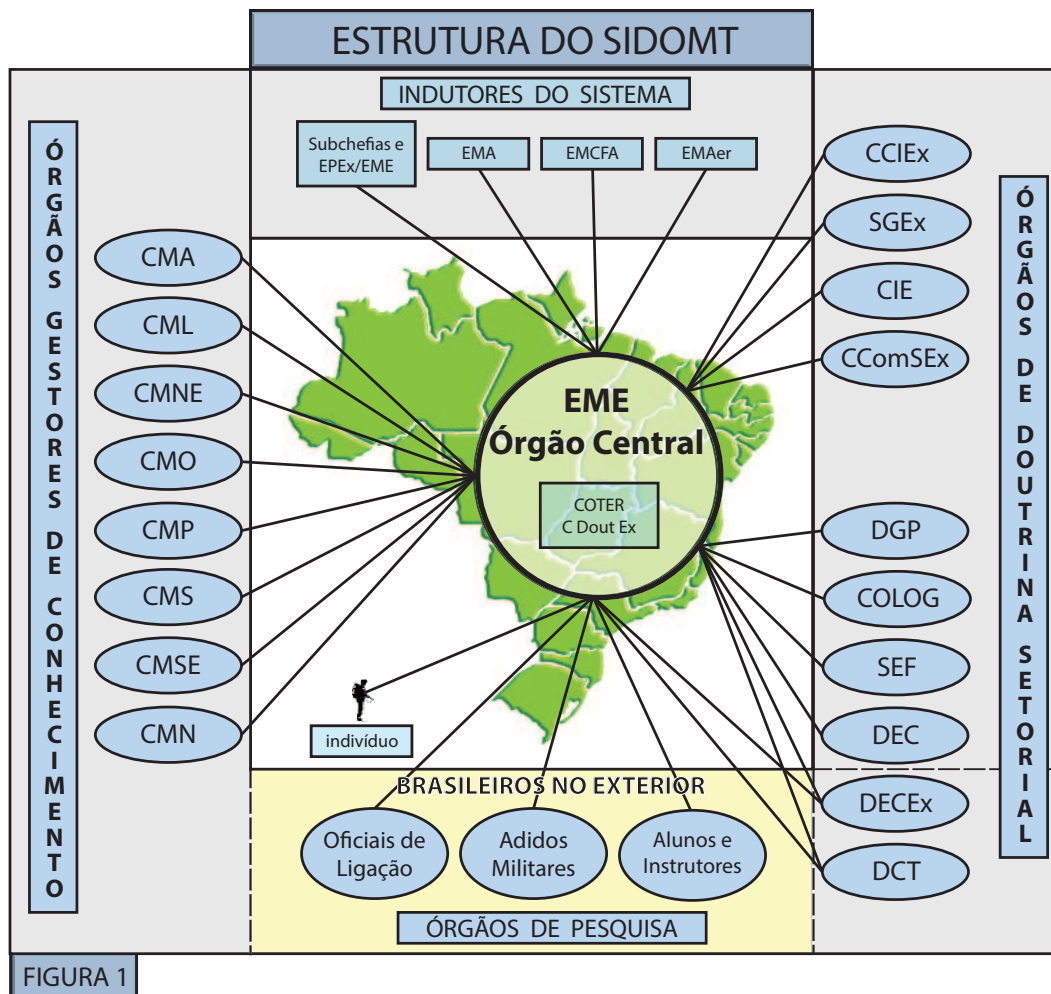 ESTRUTURA DO SIDOMT
INDUTORES DO SISTEMA
Subchefias e
EPEx/EME
EMA
EMCFA
EMAer
ÓRGÃOS GESTORES DE CONHECIMENTO
CMA
CML
CMNE
CMO
CMP
CMS
CMSE
CMN
EME
Órgão Central
COTER
C Dout Ex
indivíduo
CCIEx
SGEx
CIE
CComSEx
DGP
COLOG
SEF
DEC
DECEx
DCT
ÓRGÃOS DE DOUTRINA SETORIAL
BRASILEIROS NO EXTERIOR
Oficiais de
Ligação
Adidos
Militares
Alunos e
Instrutores
ÓRGÃOS DE PESQUISA
FIGURA 1